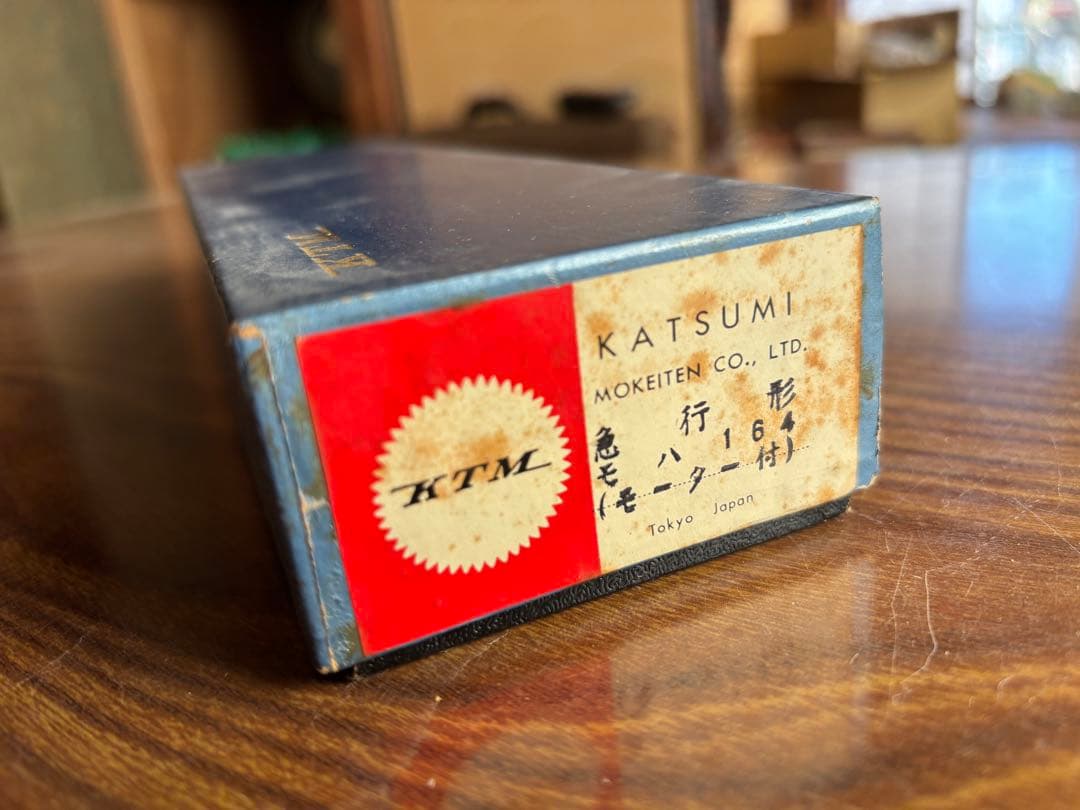 KTM
KTM
KATSUMI
MOKEITEN CO., LTD.
急行形
モハ164
(モーター付)
Tokyo Japan